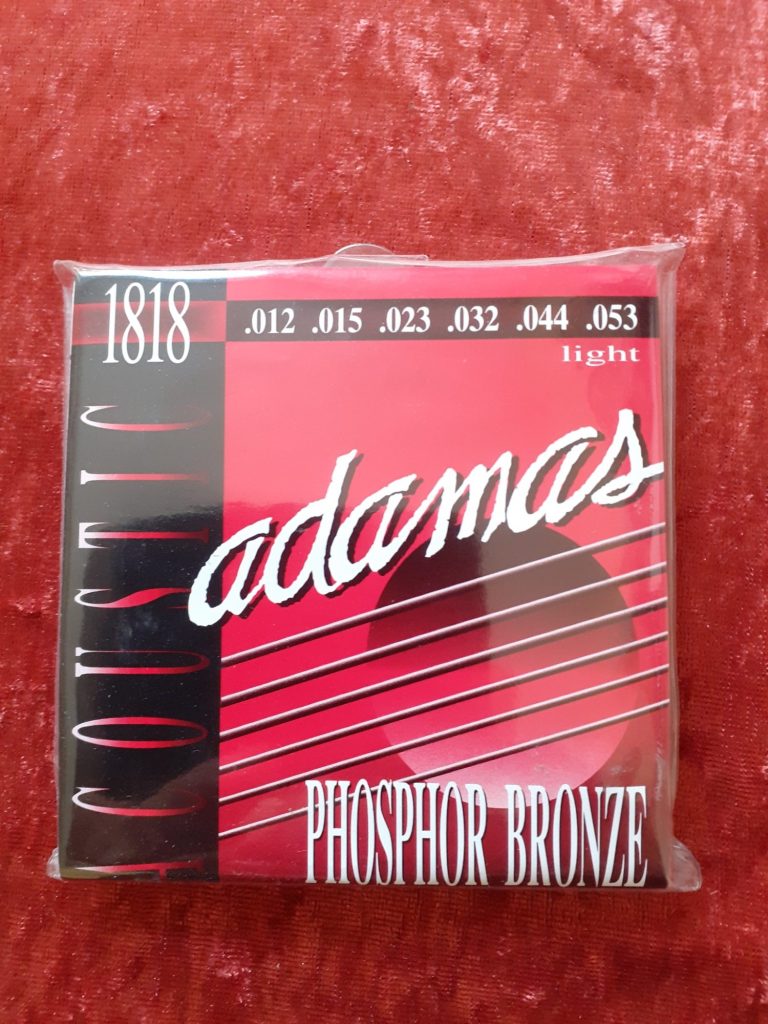 1818
.012 .015 .023 .032 .044 .053
light
ACOUSTIC
adamas
PHOSPHOR BRONZE